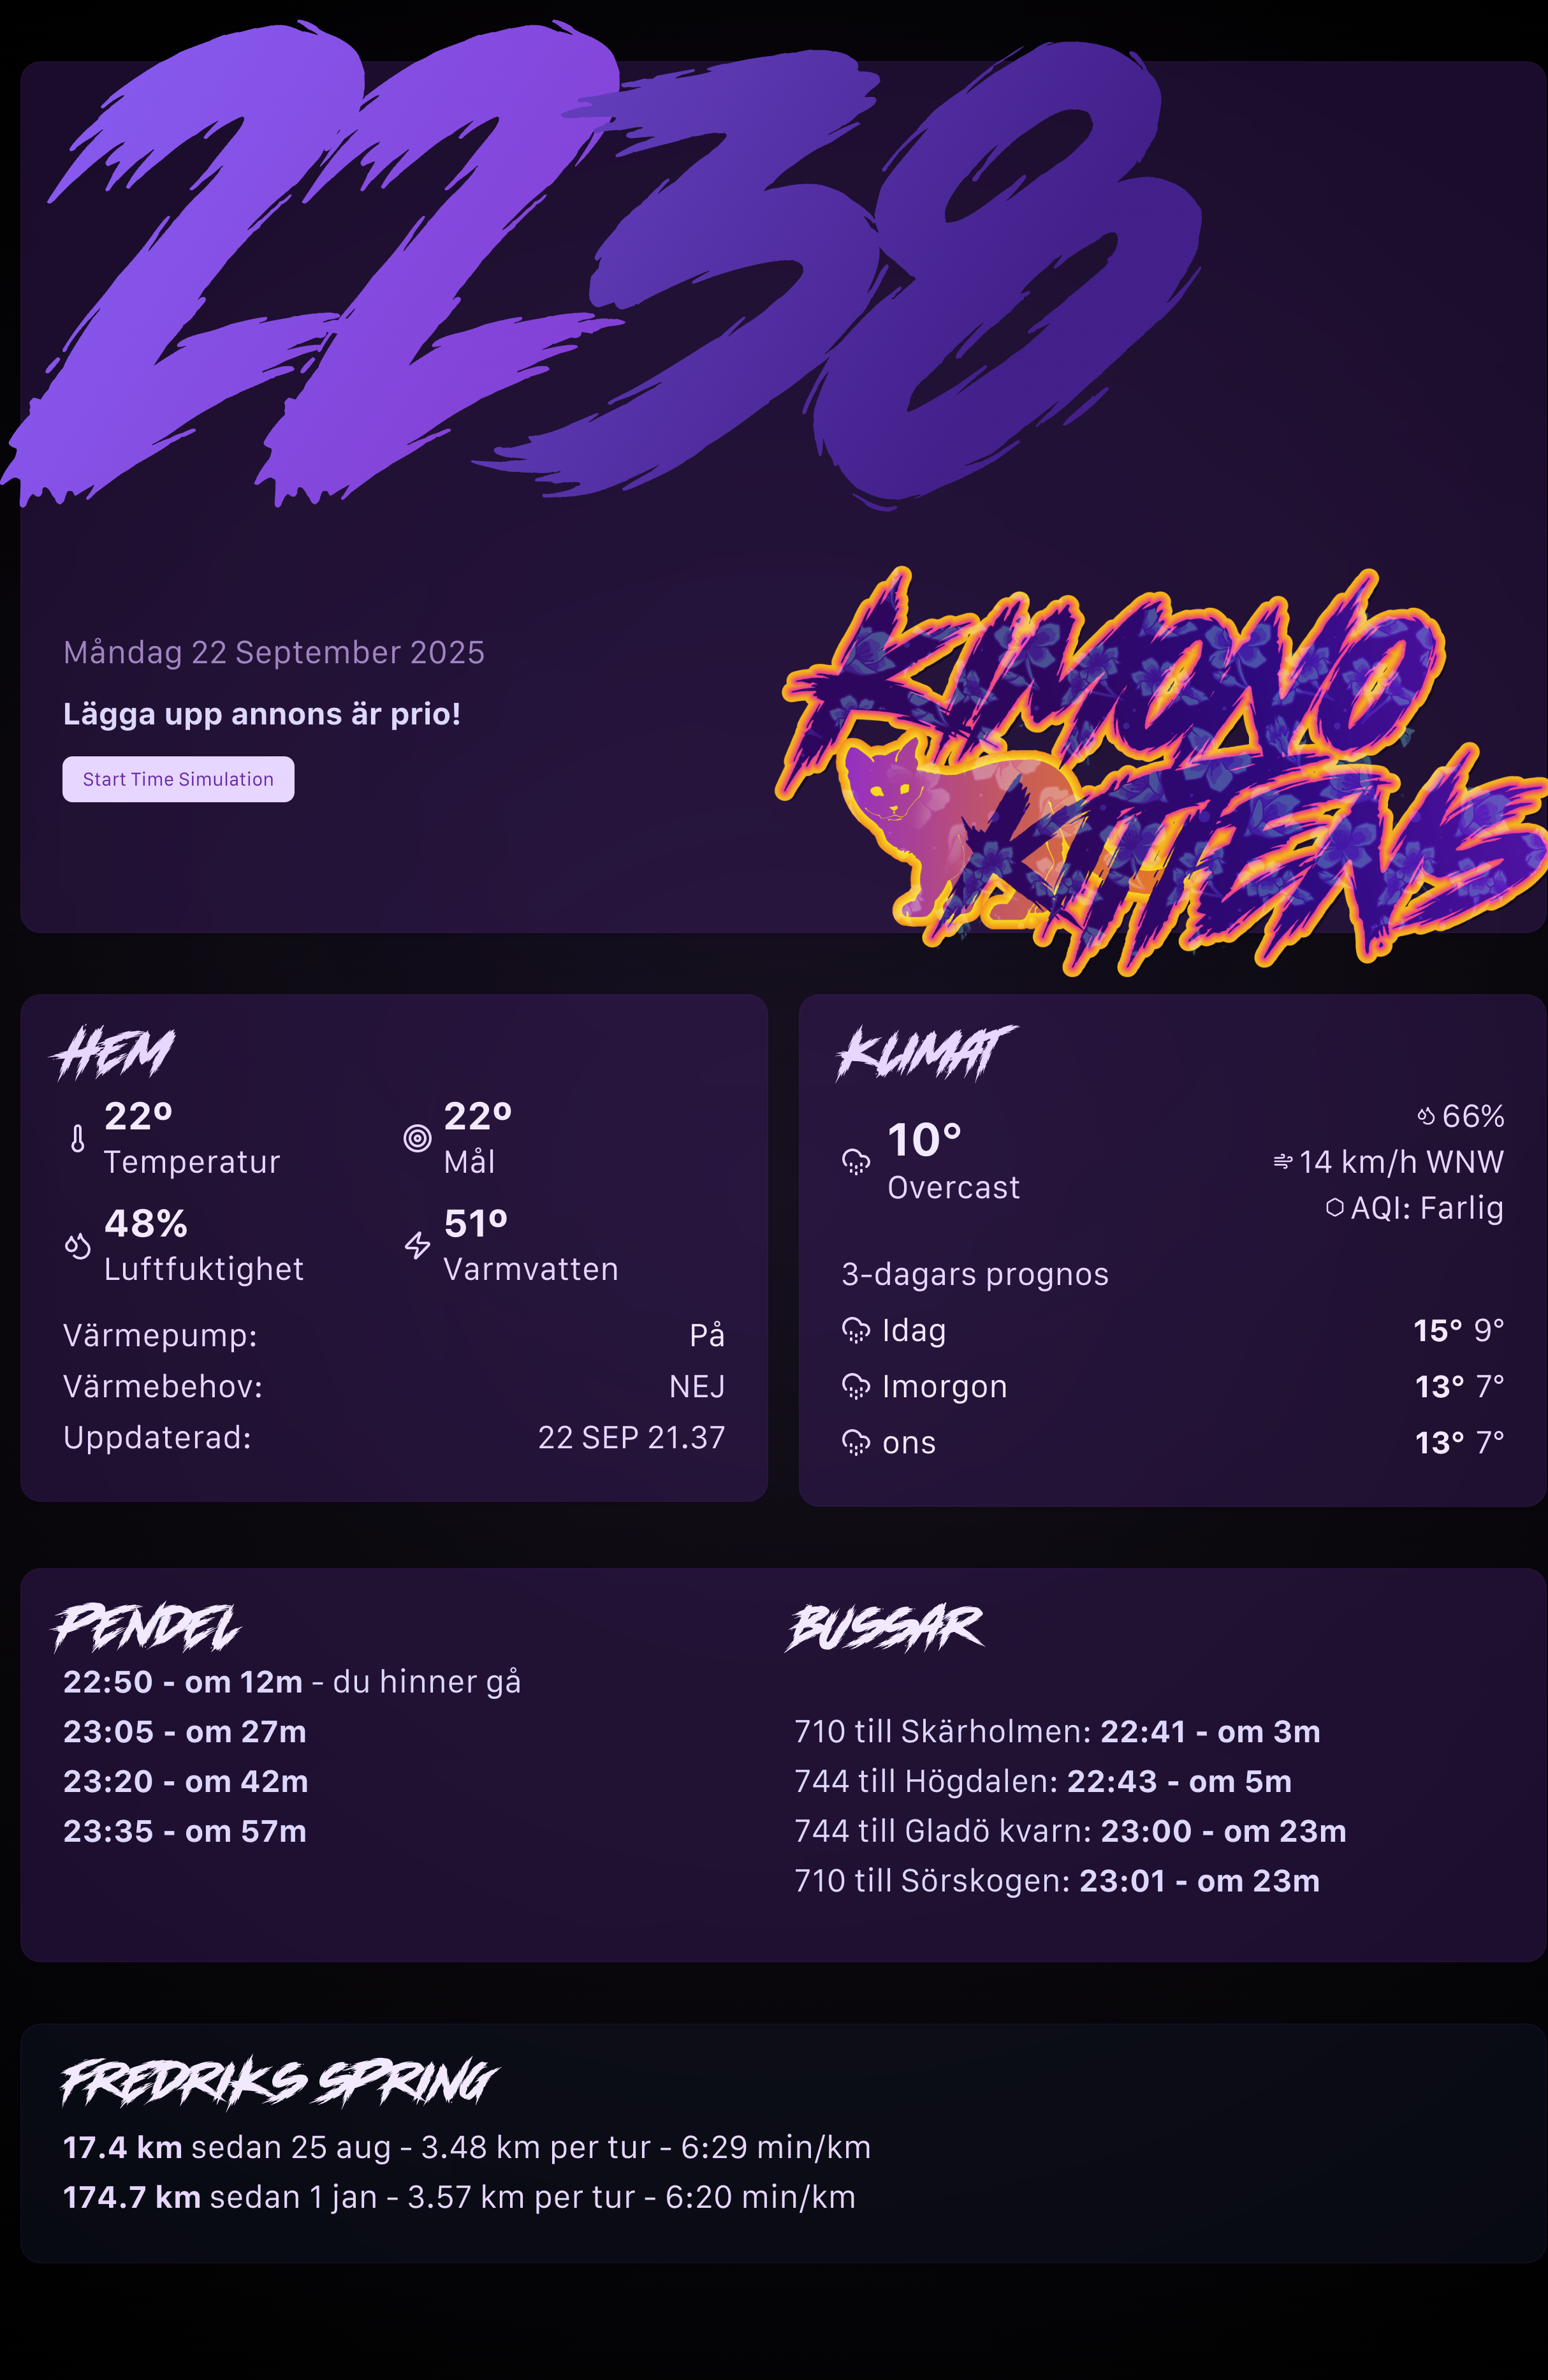 2238
Måndag 22 September 2025
Lägga upp annons är prio!
Start Time Simulation
KIMONO
KITTENS
HEM
22º
Temperatur
22º
Mål
48%
Luftfuktighet
51º
Varmvatten
Värmepump: På
Värmebehov: NEJ
Uppdaterad: 22 SEP 21.37
KLIMAT
10°
Overcast
66%
14 km/h WNW
AQI: Farlig
3-dagars prognos
Idag 15° 9°
Imorgon 13° 7°
ons 13° 7°
PENDEL
22:50 - om 12m - du hinner gå
23:05 - om 27m
23:20 - om 42m
23:35 - om 57m
BUSSAR
710 till Skärholmen: 22:41 - om 3m
744 till Högdalen: 22:43 - om 5m
744 till Gladö kvarn: 23:00 - om 23m
710 till Sörskogen: 23:01 - om 23m
FREDRIKS SPRING
17.4 km sedan 25 aug - 3.48 km per tur - 6:29 min/km
174.7 km sedan 1 jan - 3.57 km per tur - 6:20 min/km